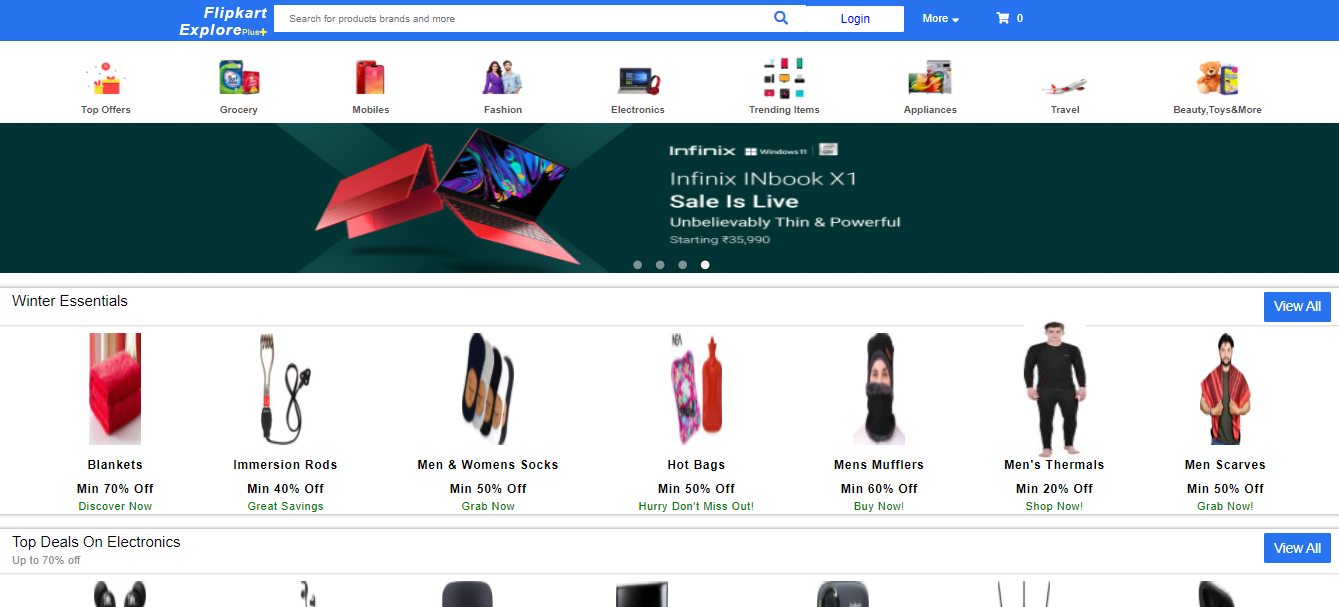 Flipkart
ExplorePlus+
Search for products brands and more
Login
More
0
Top Offers
Grocery
Mobiles
Fashion
Electronics
Trending Items
Appliances
Travel
Beauty,Toys&More
Infinix Windows 11
Infinix INbook X1
Sale Is Live
Unbelievably Thin & Powerful
Starting ₹35,990
Winter Essentials
View All
Blankets
Min 70% Off
Discover Now
Immersion Rods
Min 40% Off
Great Savings
Men & Womens Socks
Min 50% Off
Grab Now
Hot Bags
Min 50% Off
Hurry Don't Miss Out!
Mens Mufflers
Min 60% Off
Buy Now!
Men's Thermals
Min 20% Off
Shop Now!
Men Scarves
Min 50% Off
Grab Now!
Top Deals On Electronics
Up to 70% off
View All